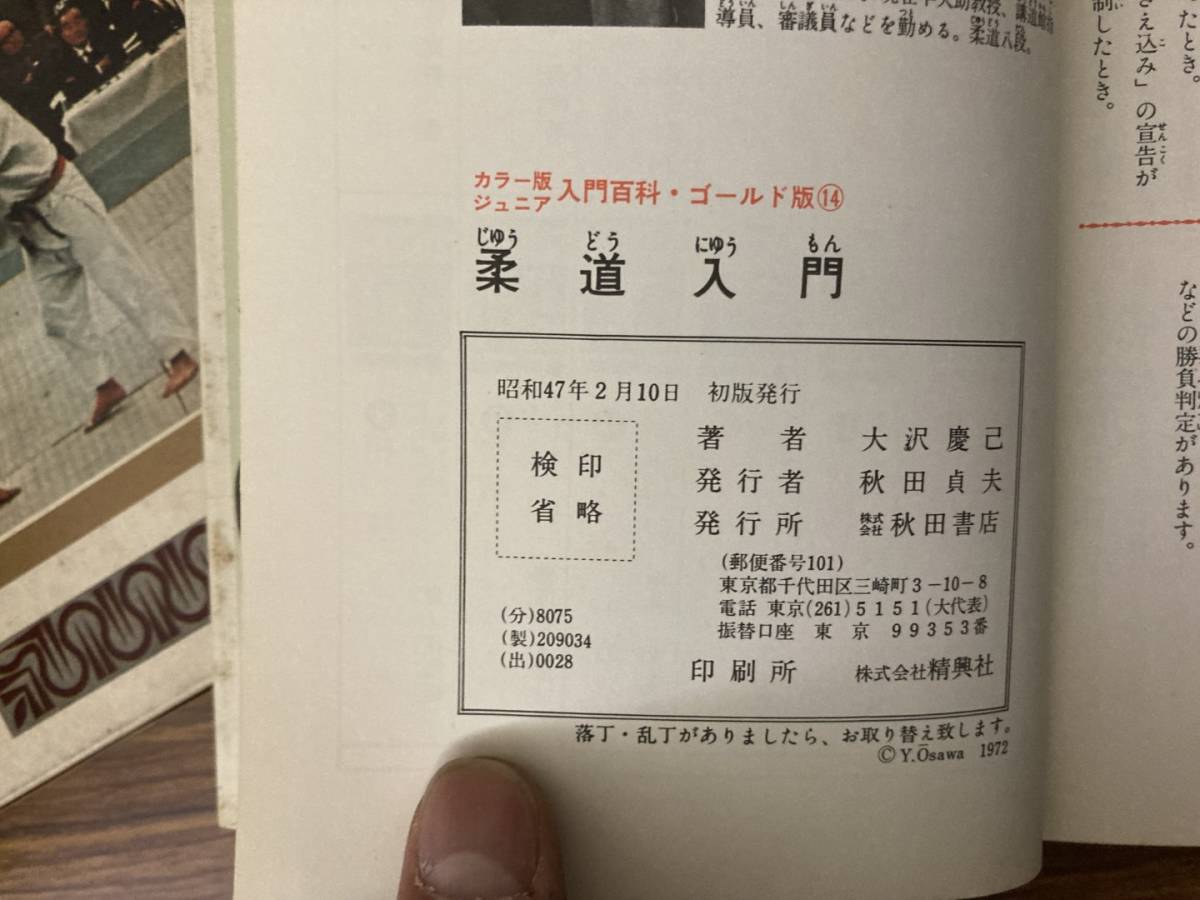 導員、審議員などを勤める。柔道八段。
カラー版
ジュニア 入門百科・ゴールド版⑭
じゆう どう にゆう もん
柔道入門
昭和47年2月10日 初版発行
検印
省略
著者 大沢慶己
発行者 秋田貞夫
発行所 株式会社 秋田書店
(郵便番号101)
東京都千代田区三崎町3-10-8
電話 東京(261)5151(大代表)
振替口座 東京 99353番
(分)8075
(製)209034
(出)0028
印刷所 株式会社精興社
落丁・乱丁がありましたら、お取り替え致します。
© Y.Ōsawa 1972
たとき。
さえ込み」の宣告が
制したとき。
などの勝負判定があります。